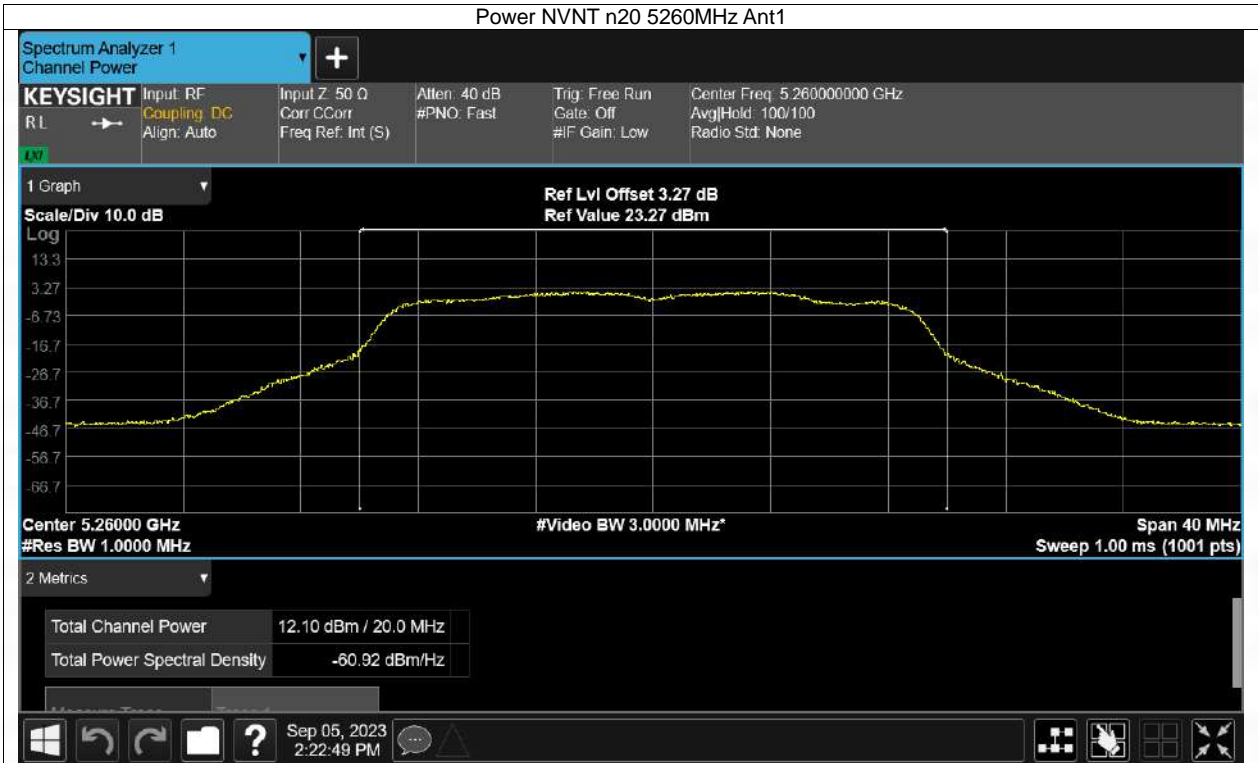 Power NVNT n20 5260MHz Ant1
Spectrum Analyzer 1
Channel Power
+
KEYSIGHT
RL
LXI
Input: RF
Coupling: DC
Align: Auto
Input Z: 50 Ω
Corr CCorr
Freq Ref: Int (S)
Atten: 40 dB
#PNO: Fast
Trig: Free Run
Gate: Off
#IF Gain: Low
Center Freq: 5.260000000 GHz
Avg|Hold: 100/100
Radio Std: None
1 Graph
Scale/Div 10.0 dB
Ref Lvl Offset 3.27 dB
Ref Value 23.27 dBm
Log
13.3
3.27
-6.73
-16.7
-26.7
-36.7
-46.7
-56.7
-66.7
Center 5.26000 GHz
#Video BW 3.0000 MHz*
Span 40 MHz
#Res BW 1.0000 MHz
Sweep 1.00 ms (1001 pts)
2 Metrics
Total Channel Power 12.10 dBm / 20.0 MHz
Total Power Spectral Density -60.92 dBm/Hz
?
Sep 05, 2023
2:22:49 PM